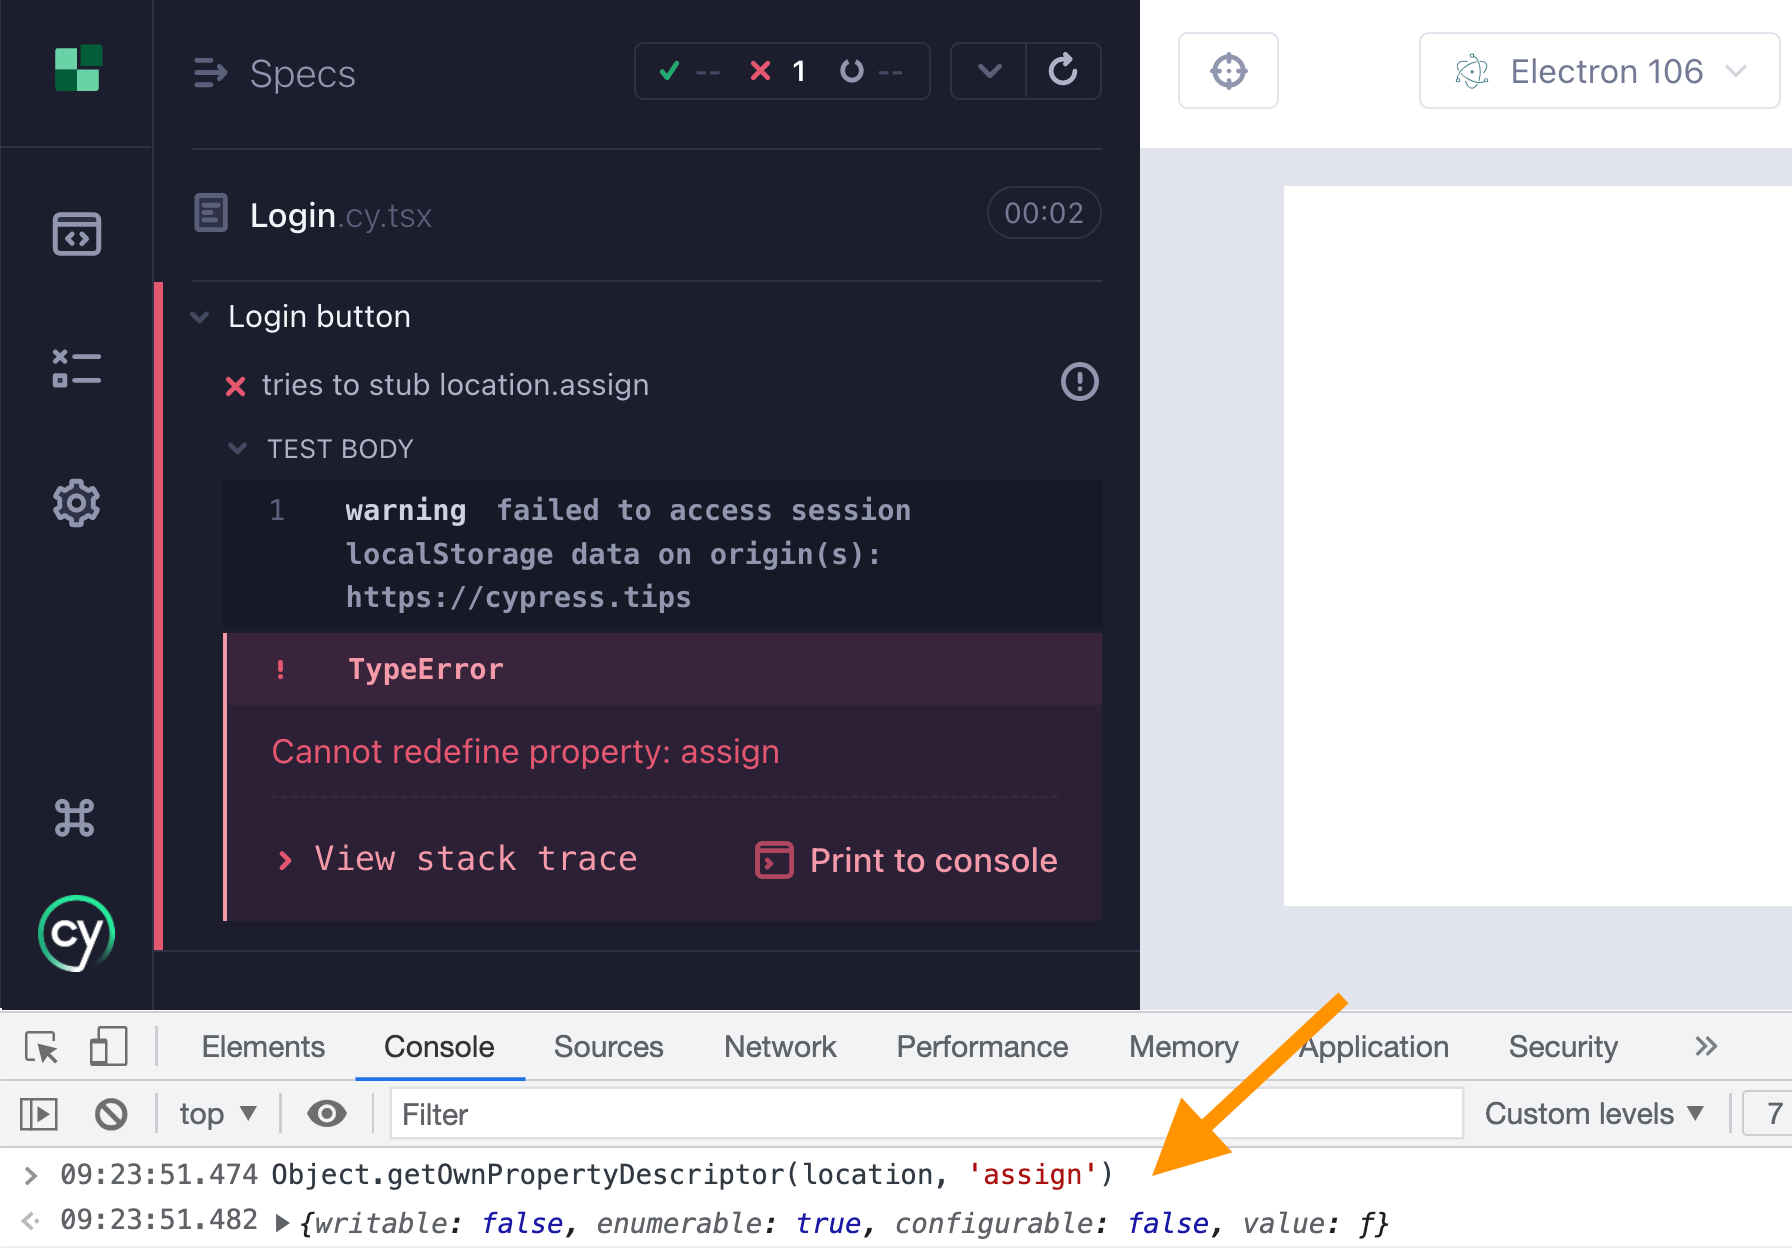 Specs
-- 1 --
Electron 106
Login.cy.tsx
00:02
Login button
tries to stub location.assign
TEST BODY
1 warning failed to access session
localStorage data on origin(s):
https://cypress.tips
! TypeError
Cannot redefine property: assign
View stack trace
Print to console
cy
Elements Console Sources Network Performance Memory Application Security
top Filter Custom levels 7
09:23:51.474 Object.getOwnPropertyDescriptor(location, 'assign')
09:23:51.482 {writable: false, enumerable: true, configurable: false, value: ƒ}